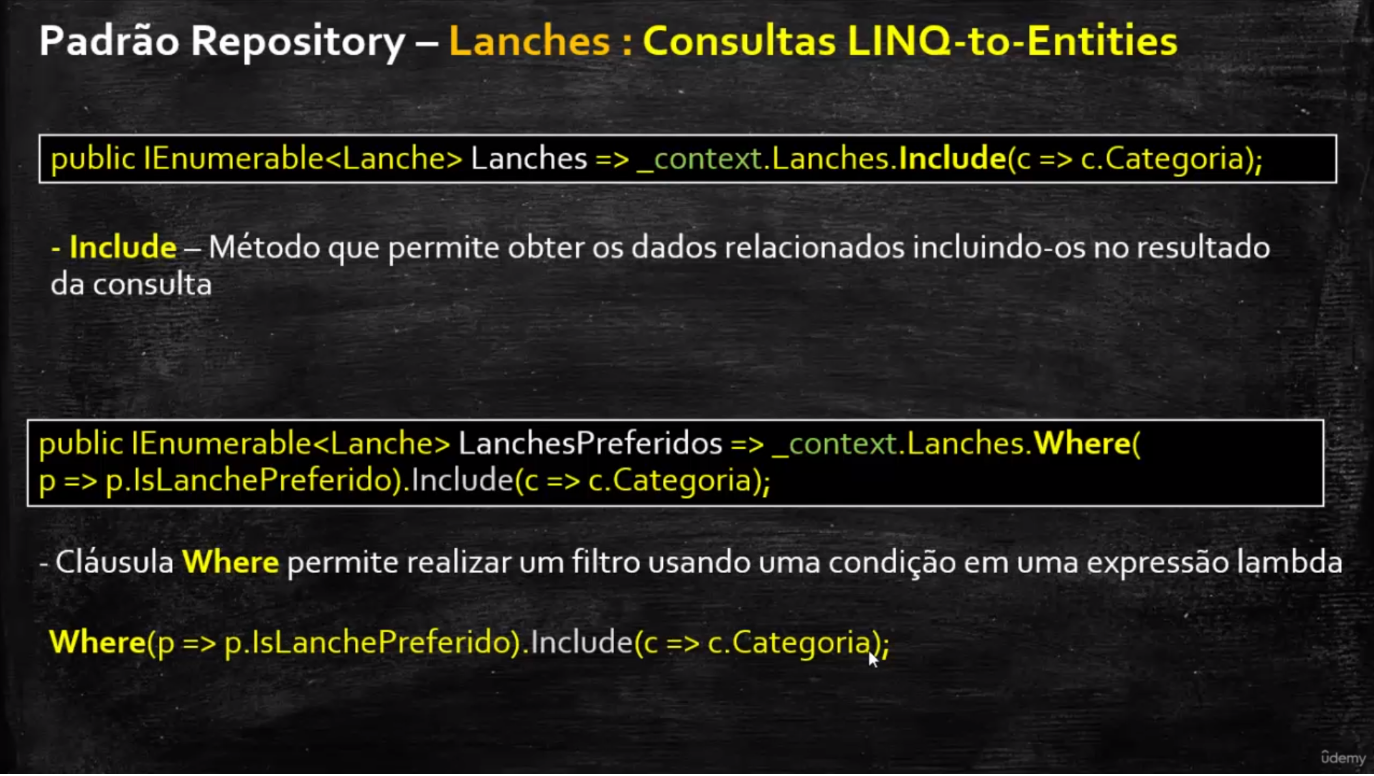 Padrão Repository – Lanches : Consultas LINQ-to-Entities
public IEnumerable<Lanche> Lanches => _context.Lanches.Include(c => c.Categoria);
- Include – Método que permite obter os dados relacionados incluindo-os no resultado
da consulta
public IEnumerable<Lanche> LanchesPreferidos => _context.Lanches.Where(
p => p.IsLanchePreferido).Include(c => c.Categoria);
- Cláusula Where permite realizar um filtro usando uma condição em uma expressão lambda
Where(p => p.IsLanchePreferido).Include(c => c.Categoria);
ûdemy